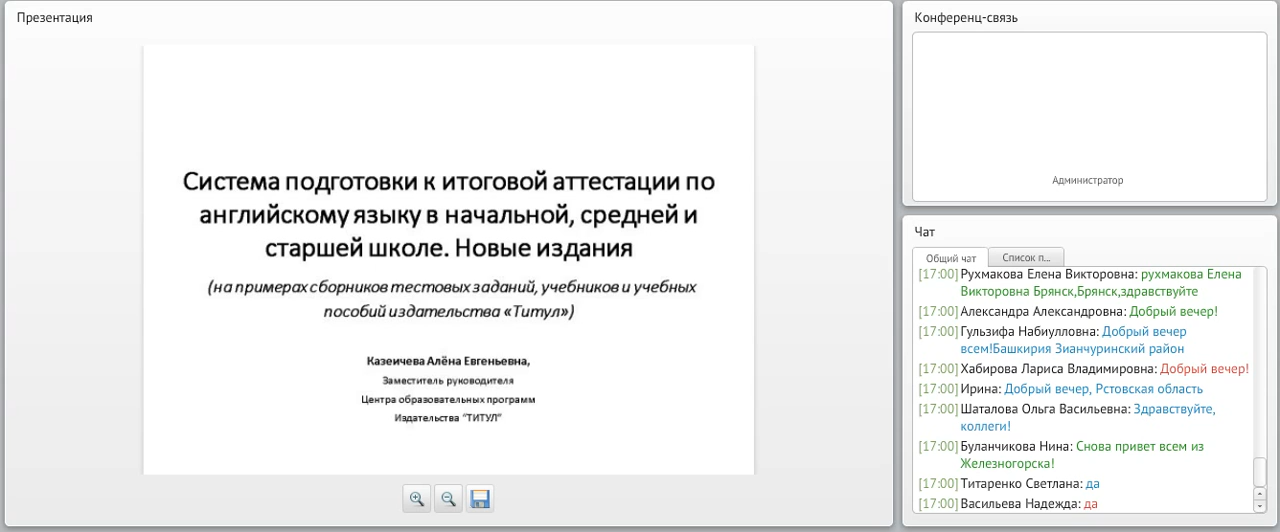 Презентация
Система подготовки к итоговой аттестации по
английскому языку в начальной, средней и
старшей школе. Новые издания
(на примерах сборников тестовых заданий, учебников и учебных
пособий издательства «Титул»)
Казеичева Алёна Евгеньевна,
Заместитель руководителя
Центра образовательных программ
Издательства "ТИТУЛ"
Конференц-связь
Администратор
Чат
Общий чат
Список п...
[17:00] Рухмакова Елена Викторовна: рухмакова Елена
Викторовна Брянск,Брянск,здравствуйте
[17:00] Александра Александровна: Добрый вечер!
[17:00] Гульзифа Набиулловна: Добрый вечер
всем!Башкирия Зианчуринский район
[17:00] Хабирова Лариса Владимировна: Добрый вечер!
[17:00] Ирина: Добрый вечер, Рстовская область
[17:00] Шаталова Ольга Васильевна: Здравствуйте,
коллеги!
[17:00] Буланчикова Нина: Снова привет всем из
Железногорска!
[17:00] Титаренко Светлана: да
[17:00] Васильева Надежда: да